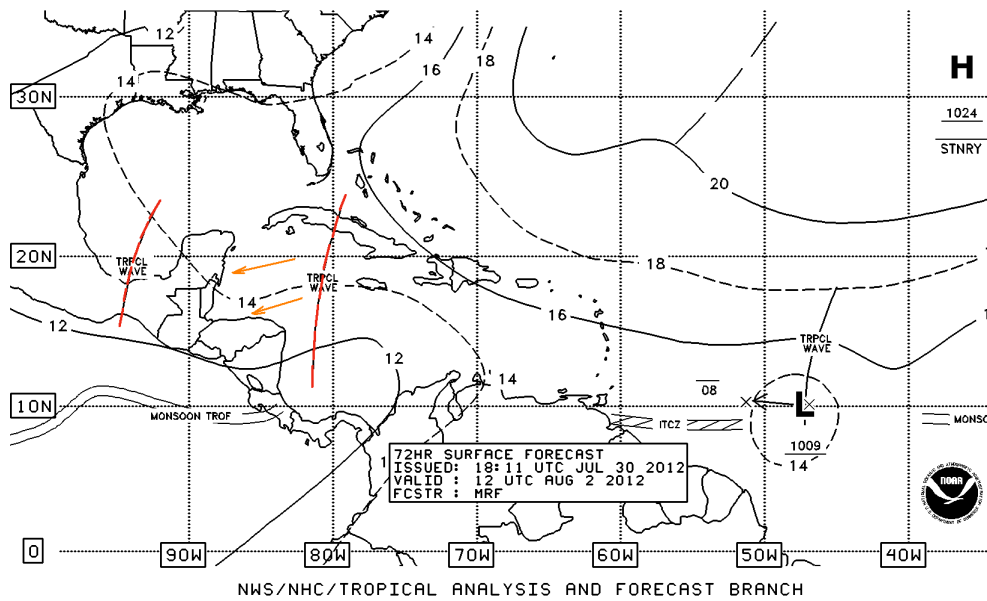 12
14
14
16
18
H
30N
1024
STNRY
20
20N
TRPCL
WAVE
TRPCL
WAVE
18
14
16
12
12
TRPCL
WAVE
14
08
L
10N
MONSOON TROF
ITCZ
1009
14
72HR SURFACE FORECAST
ISSUED: 18:11 UTC JUL 30 2012
VALID : 12 UTC AUG 2 2012
FCSTR : MRF
NOAA
0
90W
80W
70W
60W
50W
40W
NWS/NHC/TROPICAL ANALYSIS AND FORECAST BRANCH